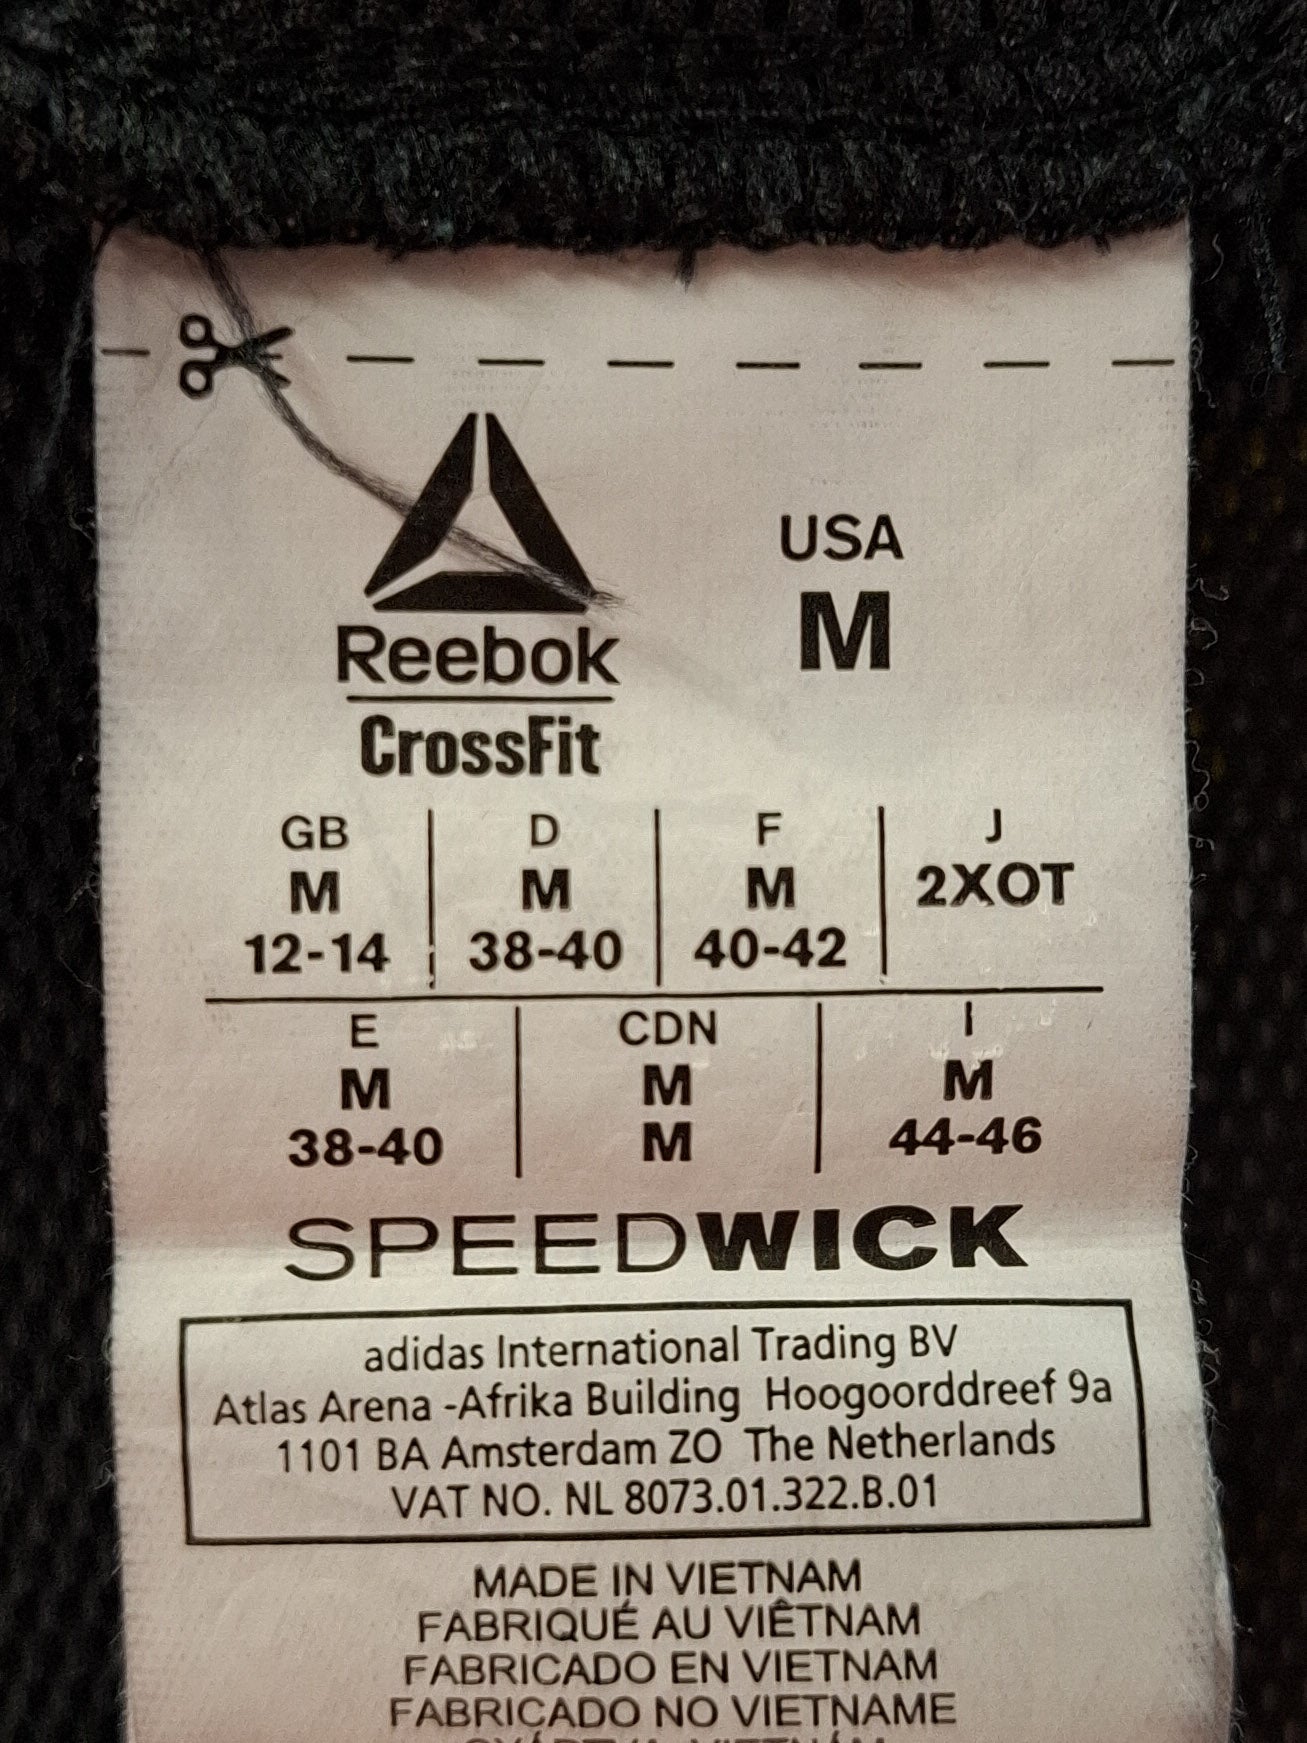 Reebok
CrossFit
USA
M
GB
M
12-14
D
M
38-40
F
M
40-42
J
2XOT
E
M
38-40
CDN
M
M
I
M
44-46
SPEEDWICK
adidas International Trading BV
Atlas Arena -Afrika Building Hoogoorddreef 9a
1101 BA Amsterdam ZO The Netherlands
VAT NO. NL 8073.01.322.B.01
MADE IN VIETNAM
FABRIQUÉ AU VIÊTNAM
FABRICADO EN VIETNAM
FABRICADO NO VIETNAME